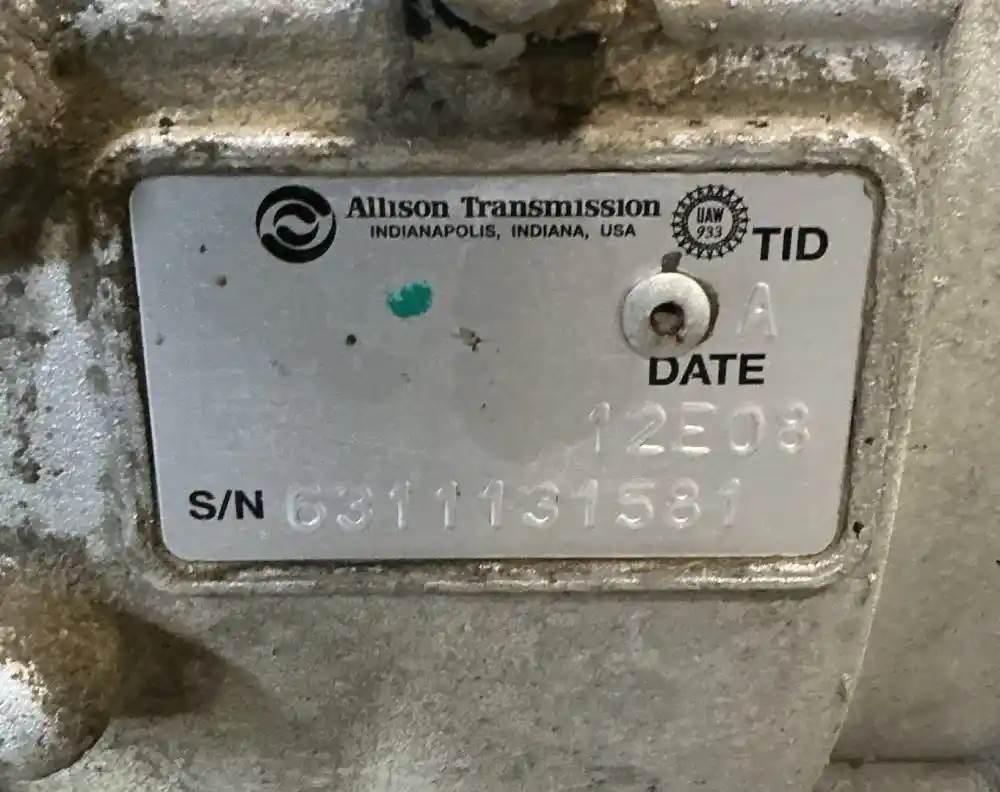 Allison Transmission
INDIANAPOLIS, INDIANA, USA
UAW
933
TID
A
DATE
12E08
S/N 6311131581